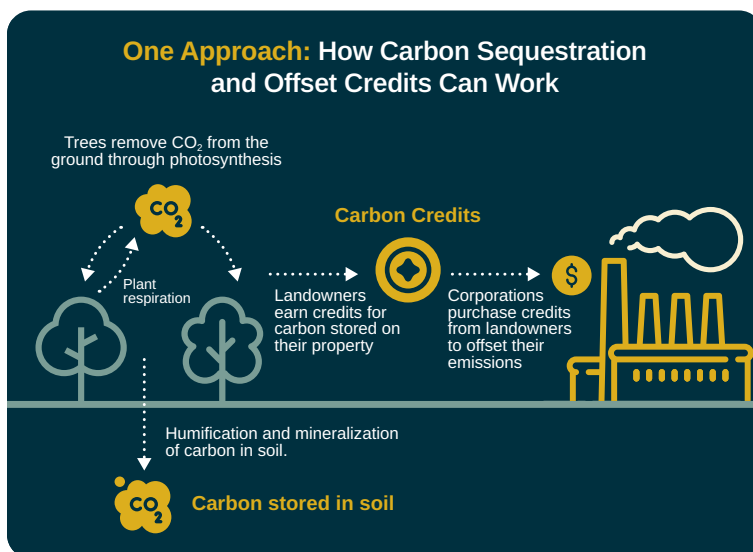 One Approach: How Carbon Sequestration
and Offset Credits Can Work
Trees remove CO₂ from the
ground through photosynthesis
CO₂
Plant
respiration
Carbon Credits
Landowners
earn credits for
carbon stored on
their property
$
Corporations
purchase credits
from landowners
to offset their
emissions
Humification and mineralization
of carbon in soil.
CO₂
Carbon stored in soil